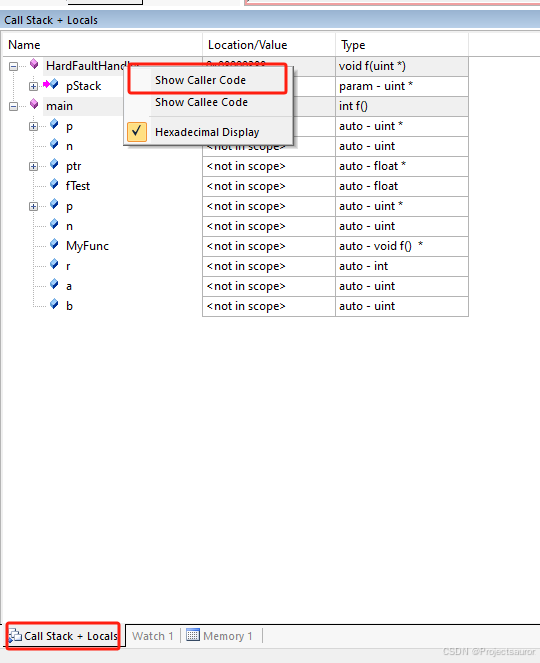 Call Stack + Locals
Name Location/Value Type
HardFaultHandler void f(uint *)
Show Caller Code
pStack param - uint *
Show Callee Code
main int f()
Hexadecimal Display
p auto - uint *
n <not in scope> auto - uint
ptr <not in scope> auto - float *
fTest <not in scope> auto - float
p <not in scope> auto - uint *
n <not in scope> auto - uint
MyFunc <not in scope> auto - void f() *
r <not in scope> auto - int
a <not in scope> auto - uint
b <not in scope> auto - uint
Call Stack + Locals Watch 1 Memory 1
CSDN @Projectsauror